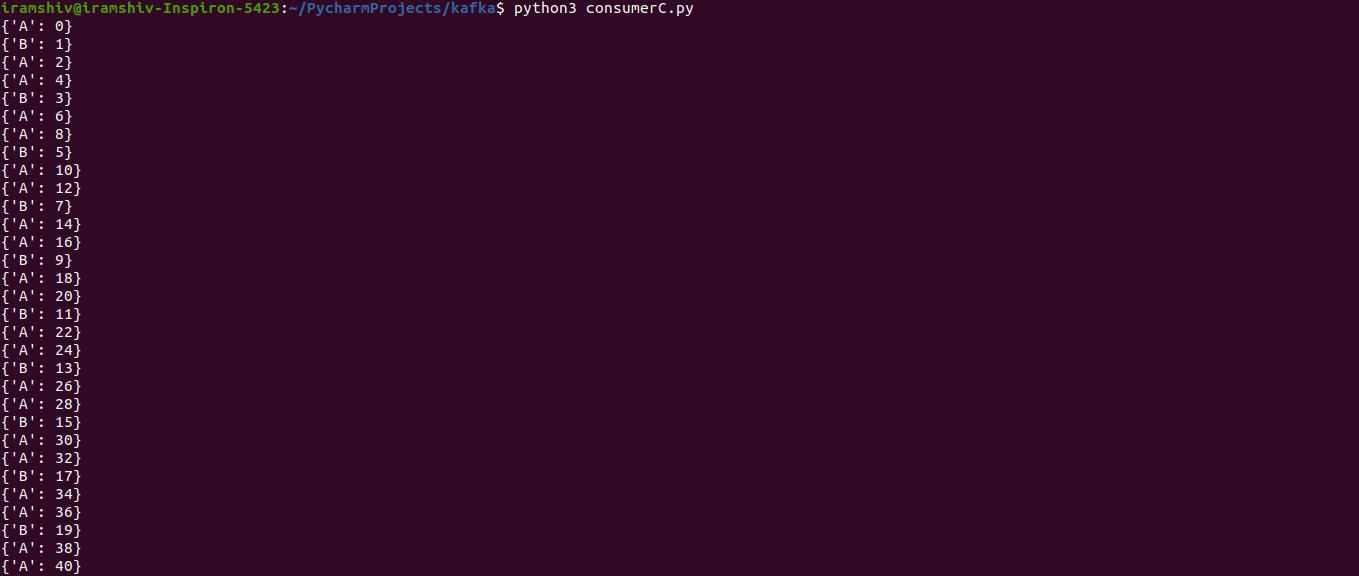 iramshiv@iramshiv-Inspiron-5423:~/PycharmProjects/kafka$ python3 consumerC.py
{'A': 0}
{'B': 1}
{'A': 2}
{'A': 4}
{'B': 3}
{'A': 6}
{'A': 8}
{'B': 5}
{'A': 10}
{'A': 12}
{'B': 7}
{'A': 14}
{'A': 16}
{'B': 9}
{'A': 18}
{'A': 20}
{'B': 11}
{'A': 22}
{'A': 24}
{'B': 13}
{'A': 26}
{'A': 28}
{'B': 15}
{'A': 30}
{'A': 32}
{'B': 17}
{'A': 34}
{'A': 36}
{'B': 19}
{'A': 38}
{'A': 40}